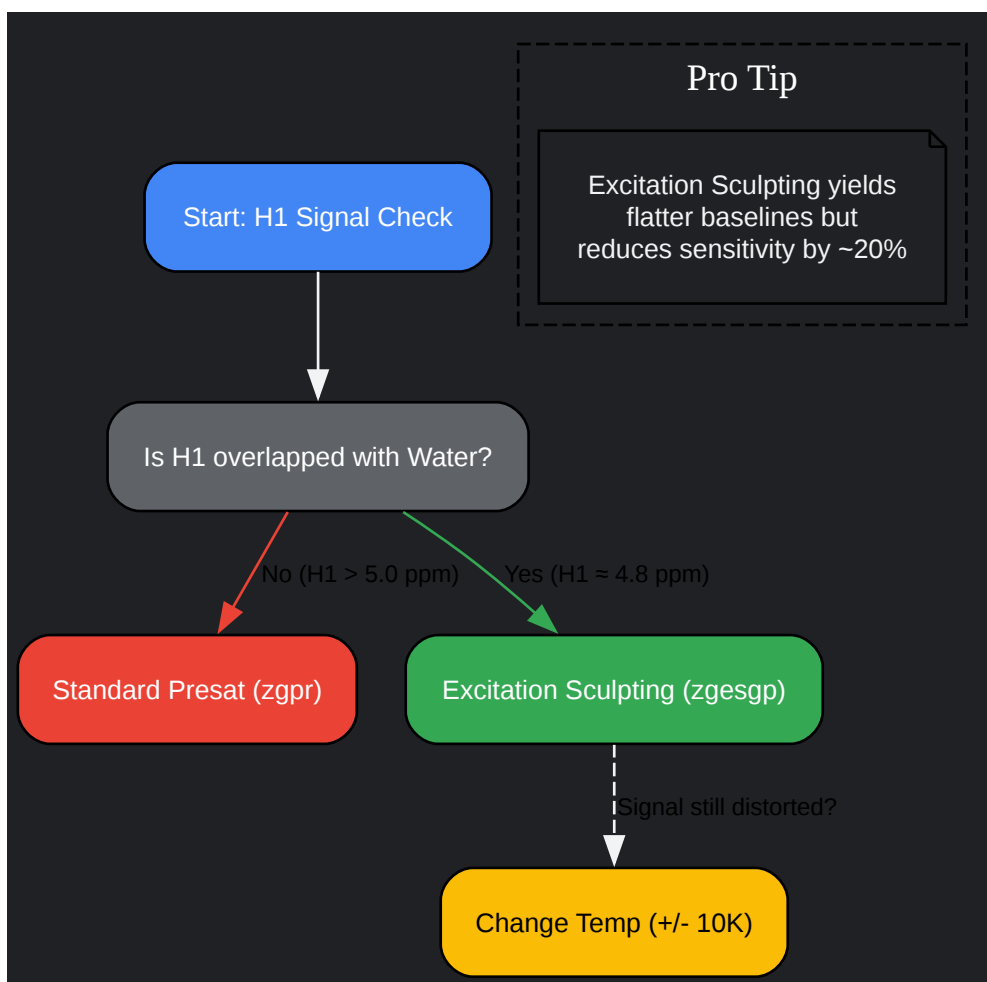 Pro Tip
Excitation Sculpting yields
flatter baselines but
reduces sensitivity by ~20%
Start: H1 Signal Check
Is H1 overlapped with Water?
No (H1 > 5.0 ppm)
Yes (H1 ≈ 4.8 ppm)
Standard Presat (zgpr)
Excitation Sculpting (zgesgp)
Signal still distorted?
Change Temp (+/- 10K)